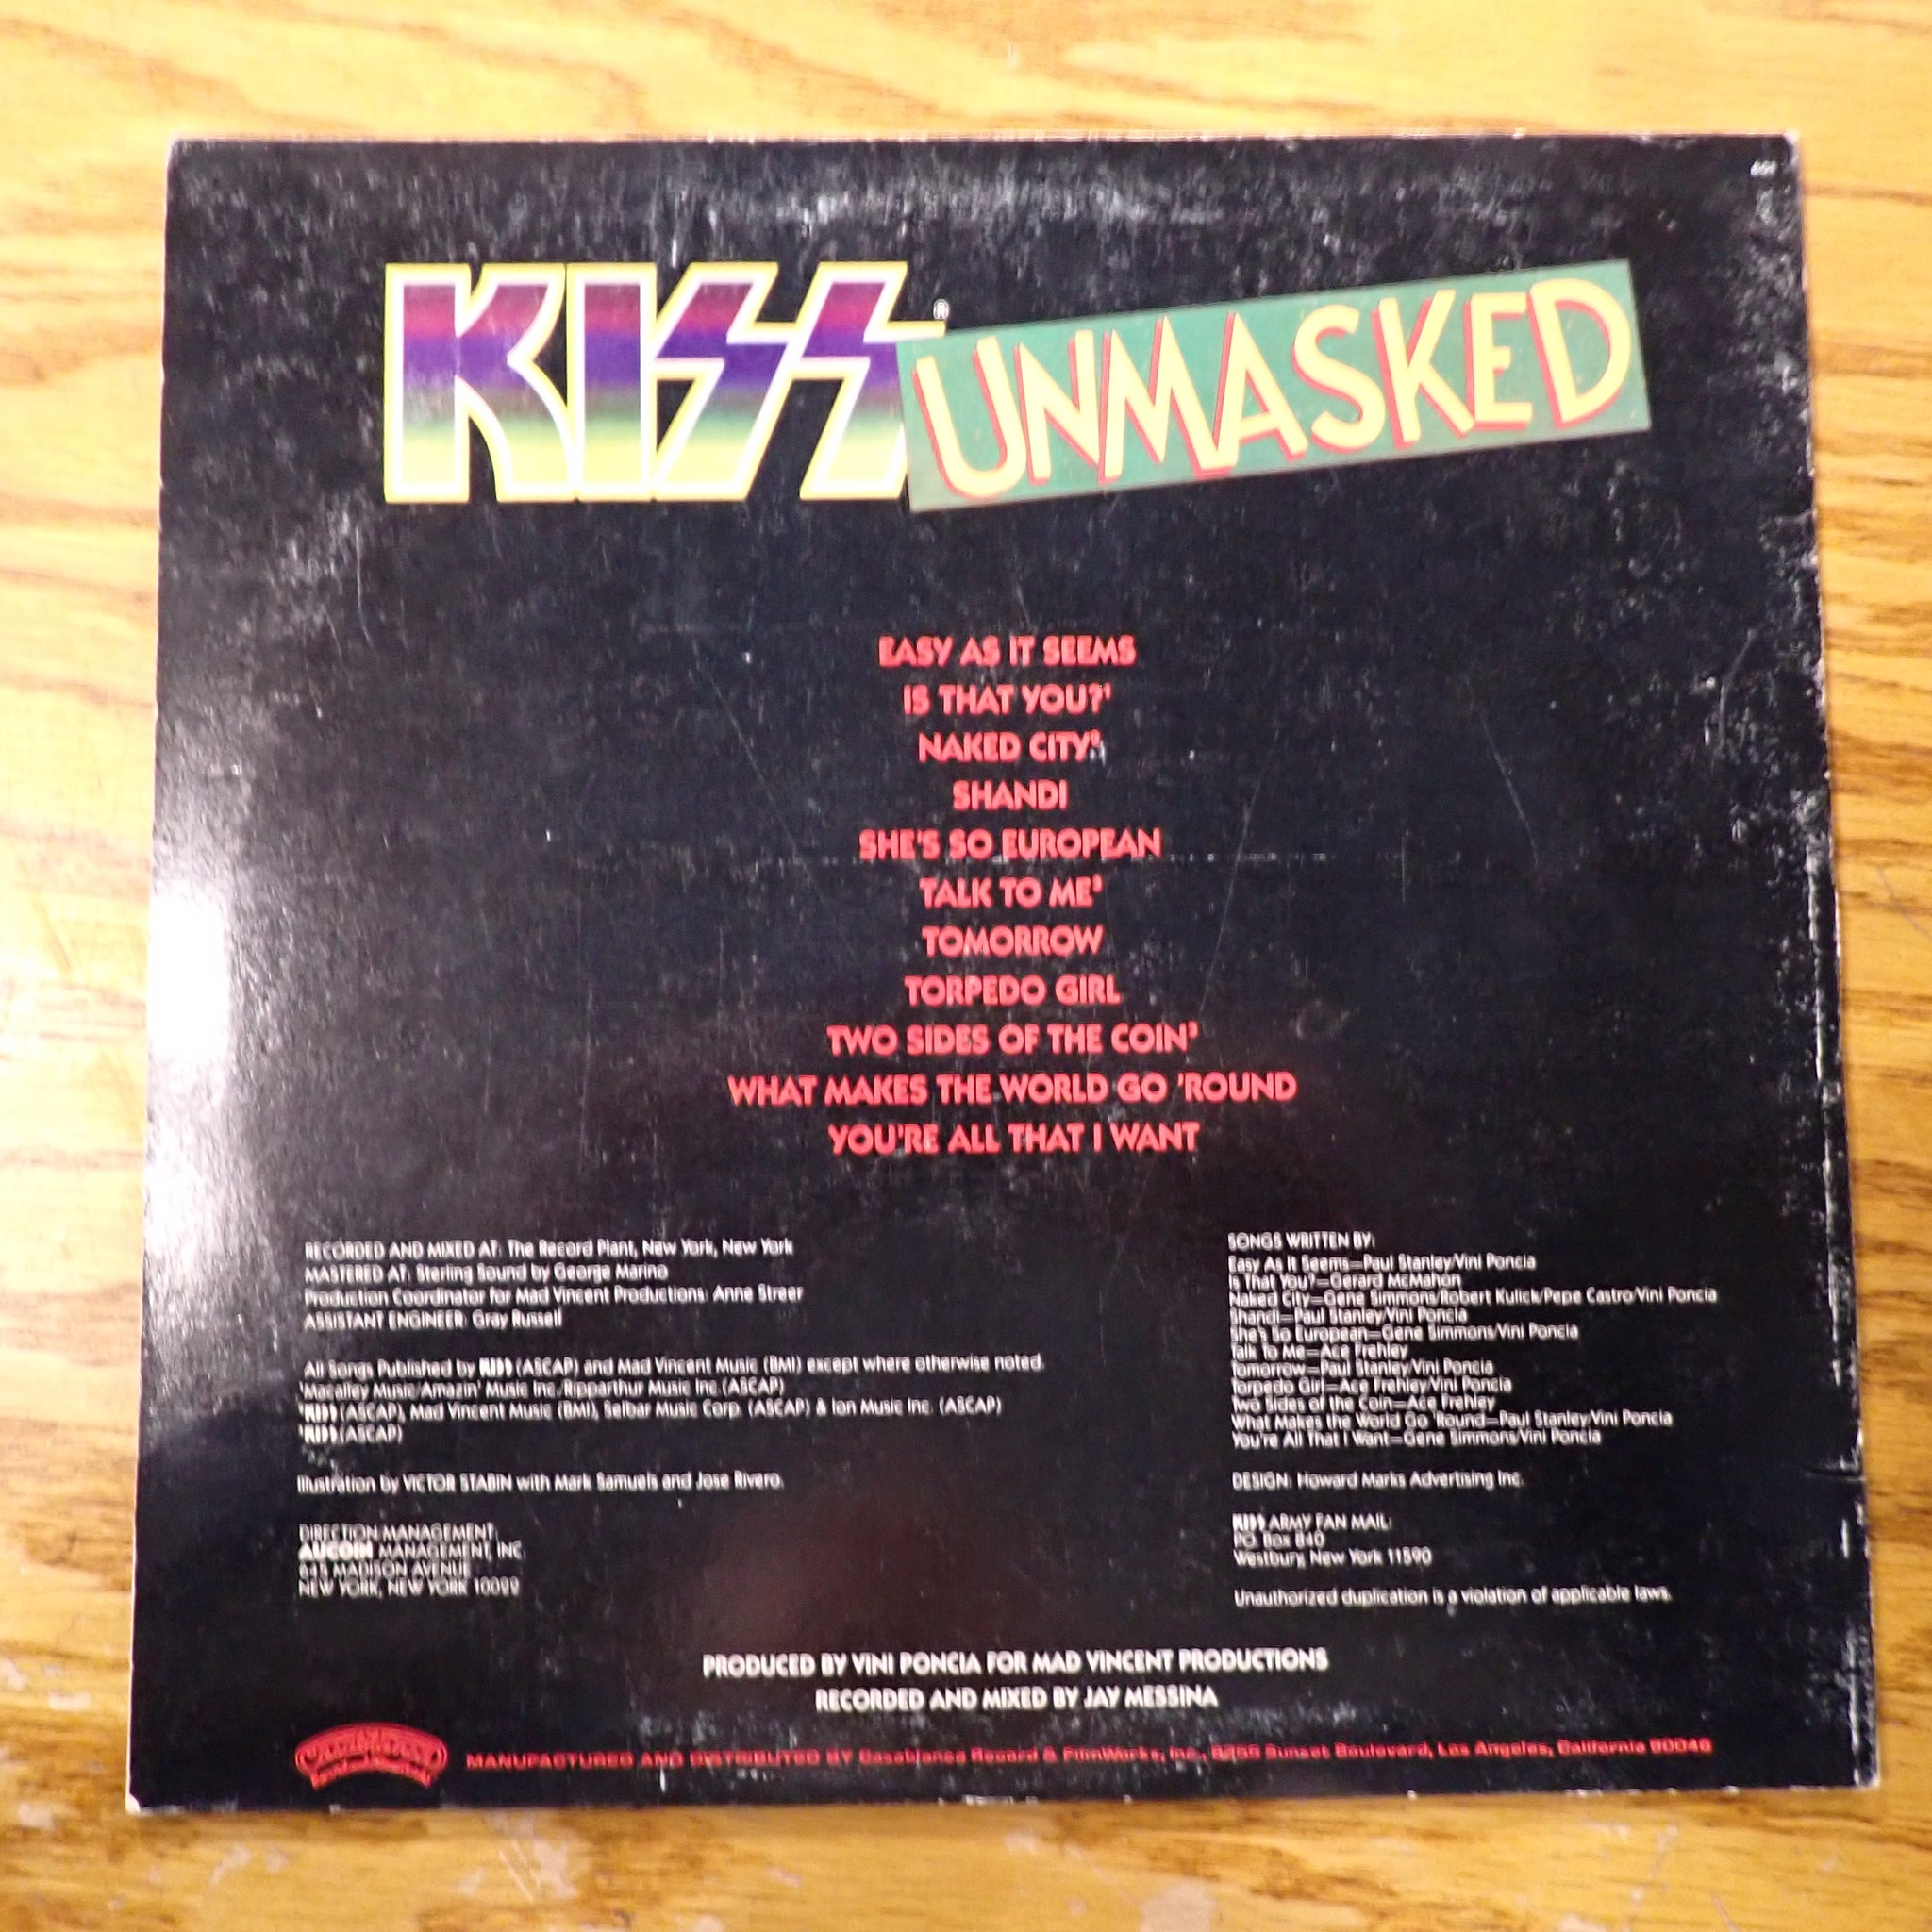 KISS® UNMASKED
EASY AS IT SEEMS
IS THAT YOU?¹
NAKED CITY²
SHANDI
SHE'S SO EUROPEAN
TALK TO ME³
TOMORROW
TORPEDO GIRL
TWO SIDES OF THE COIN³
WHAT MAKES THE WORLD GO 'ROUND
YOU'RE ALL THAT I WANT
RECORDED AND MIXED AT: The Record Plant, New York, New York
MASTERED AT: Sterling Sound by George Marino
Production Coordinator for Mad Vincent Productions: Anne Streer
ASSISTANT ENGINEER: Gray Russell
All Songs Published by KISS (ASCAP) and Mad Vincent Music (BMI) except where otherwise noted.
¹Macalley Music/Amazin' Music Inc./Ripparthur Music Inc. (ASCAP)
²KISS (ASCAP), Mad Vincent Music (BMI), Selbar Music Corp. (ASCAP) & Ion Music Inc. (ASCAP)
³KISS (ASCAP)
Illustration by VICTOR STABIN with Mark Samuels and Jose Rivero.
DIRECTION MANAGEMENT:
AUCOIN MANAGEMENT, INC.
645 MADISON AVENUE
NEW YORK, NEW YORK 10022
SONGS WRITTEN BY:
Easy As It Seems—Paul Stanley/Vini Poncia
Is That You?—Gerard McMahon
Naked City—Gene Simmons/Robert Kulick/Pepe Castro/Vini Poncia
Shandi—Paul Stanley/Vini Poncia
She's So European—Gene Simmons/Vini Poncia
Talk To Me—Ace Frehley
Tomorrow—Paul Stanley/Vini Poncia
Torpedo Girl—Ace Frehley/Vini Poncia
Two Sides of the Coin—Ace Frehley
What Makes the World Go 'Round—Paul Stanley/Vini Poncia
You're All That I Want—Gene Simmons/Vini Poncia
DESIGN: Howard Marks Advertising Inc.
KISS ARMY FAN MAIL:
P.O. Box 840
Westbury, New York 11590
Unauthorized duplication is a violation of applicable laws.
PRODUCED BY VINI PONCIA FOR MAD VINCENT PRODUCTIONS
RECORDED AND MIXED BY JAY MESSINA
MANUFACTURED AND DISTRIBUTED BY Casablanca Record & FilmWorks, Inc., 8255 Sunset Boulevard, Los Angeles, California 90046